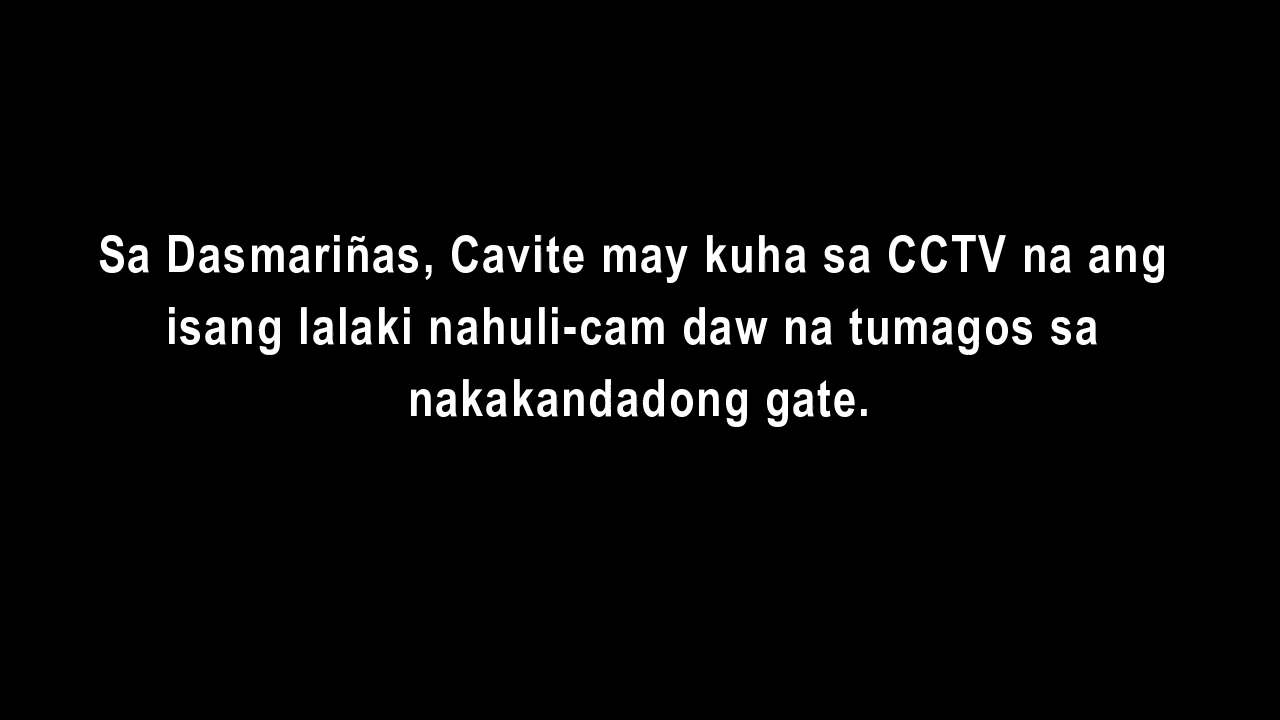 Sa Dasmariñas, Cavite may kuha sa CCTV na ang
isang lalaki nahuli-cam daw na tumagos sa
nakakandadong gate.